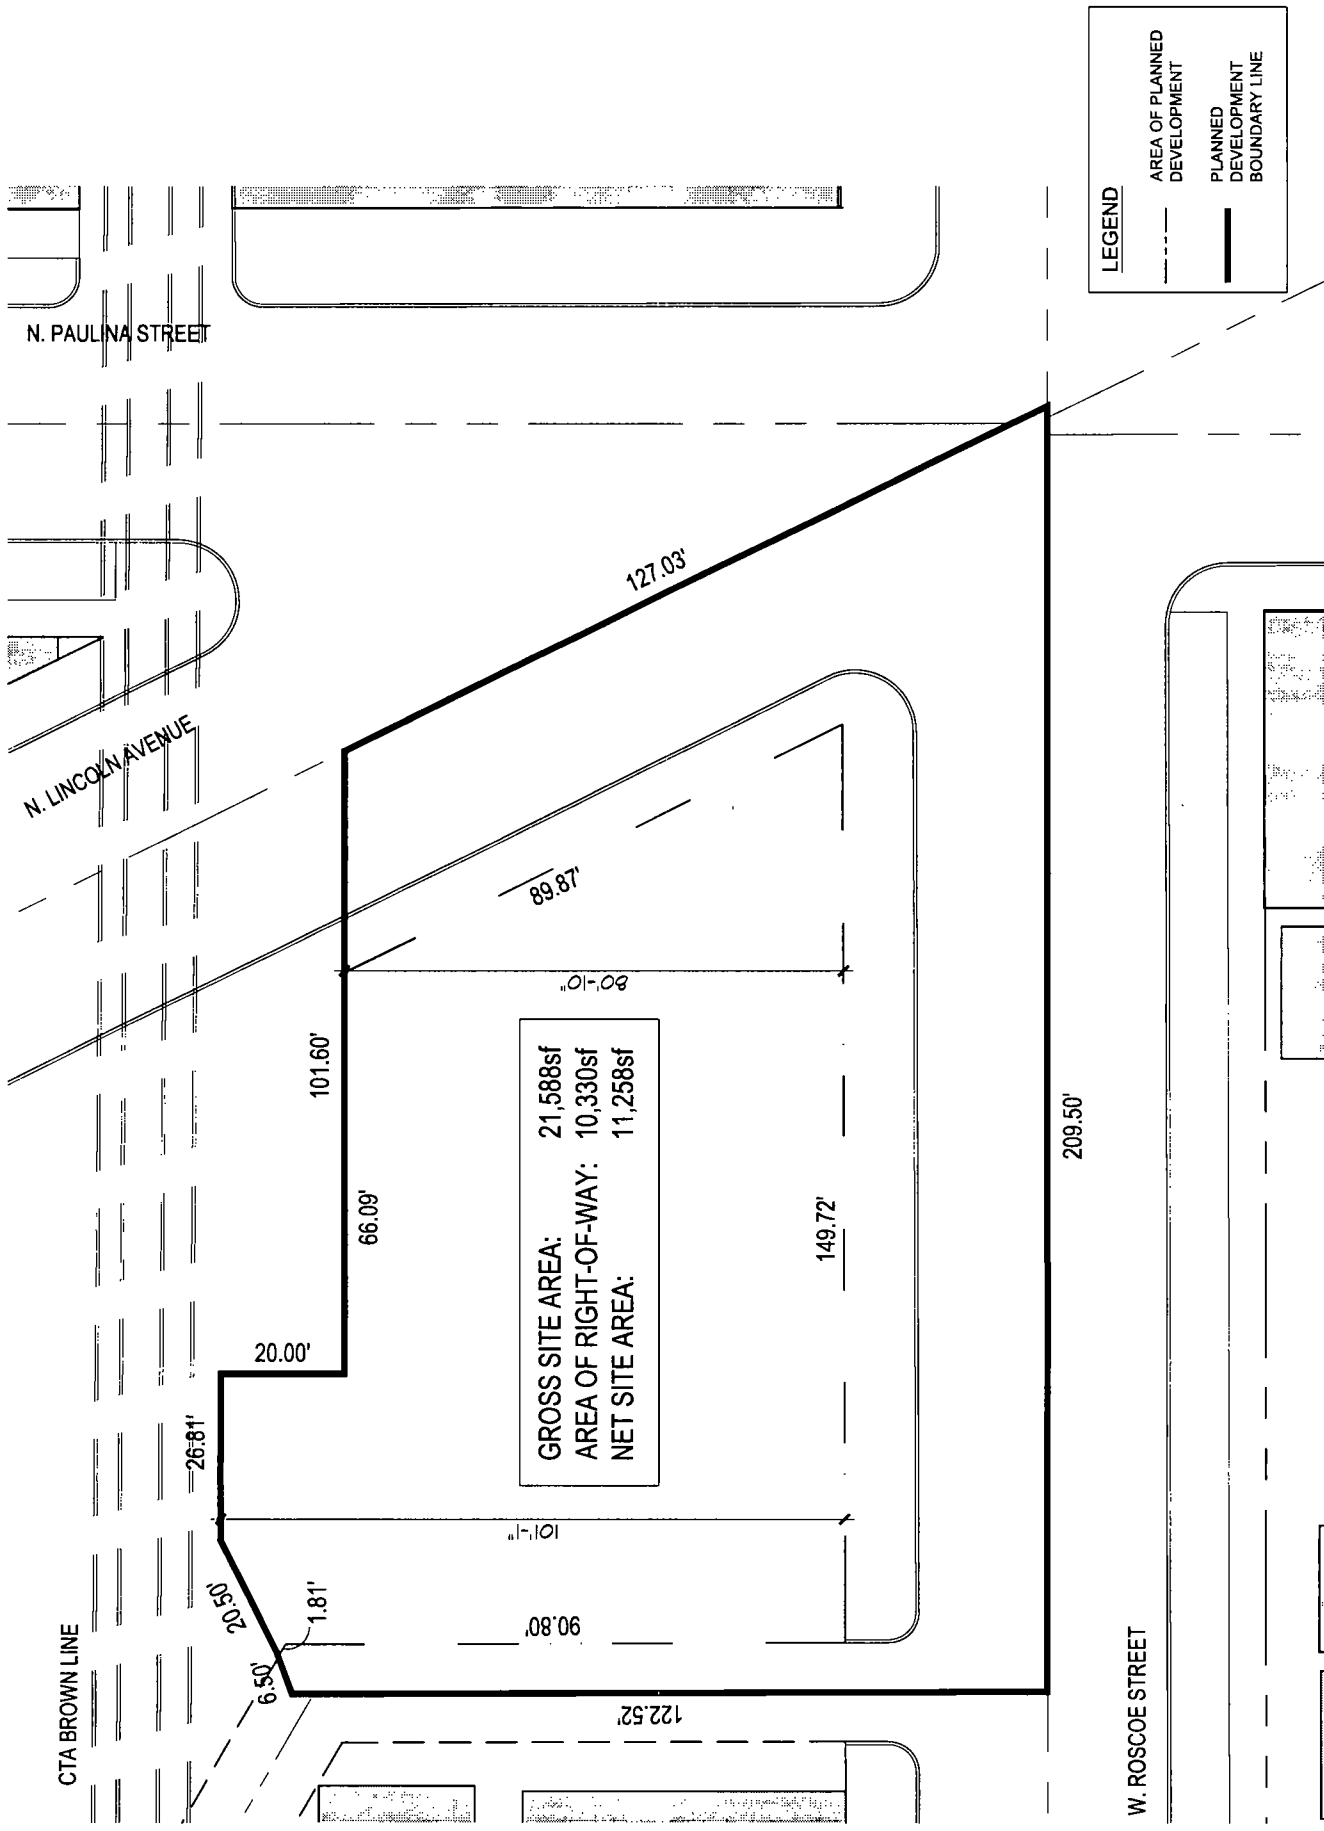 N. PAULINA STREET
N. LINCOLN AVENUE
CTA BROWN LINE
W. ROSCOE STREET
127.03'
89.87'
101.60'
66.09'
80'-10"
20.00'
26.81'
101'-1"
20.50'
1.81'
6.50'
90.80'
122.52'
149.72'
209.50'
GROSS SITE AREA: 21,588sf
AREA OF RIGHT-OF-WAY: 10,330sf
NET SITE AREA: 11,258sf
LEGEND
AREA OF PLANNED
DEVELOPMENT
PLANNED
DEVELOPMENT
BOUNDARY LINE